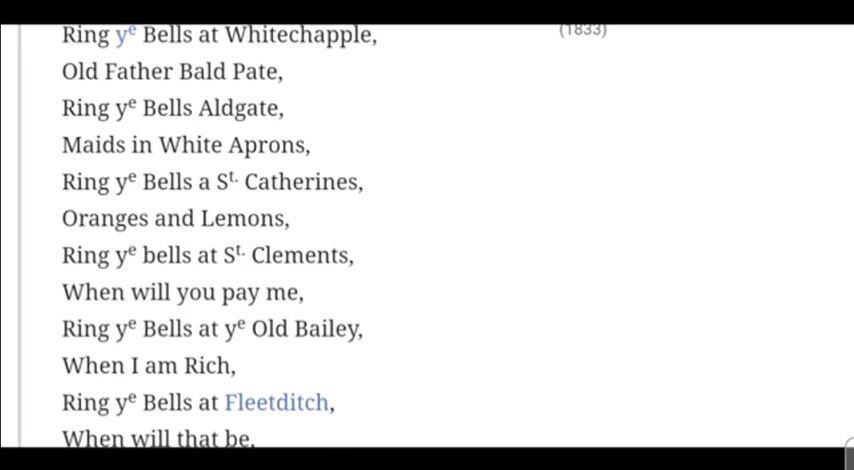 Ring yᵉ Bells at Whitechapple,
(1833)
Old Father Bald Pate,
Ring yᵉ Bells Aldgate,
Maids in White Aprons,
Ring yᵉ Bells a Sᵗ· Catherines,
Oranges and Lemons,
Ring yᵉ bells at Sᵗ· Clements,
When will you pay me,
Ring yᵉ Bells at yᵉ Old Bailey,
When I am Rich,
Ring yᵉ Bells at Fleetditch,
When will that be,